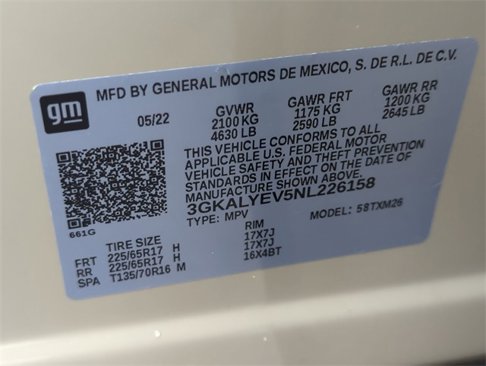 gm
MFD BY GENERAL MOTORS DE MEXICO, S. DE R.L. DE C.V.
05/22 GVWR GAWR FRT GAWR RR
2100 KG 1175 KG 1200 KG
4630 LB 2590 LB 2645 LB
THIS VEHICLE CONFORMS TO ALL
APPLICABLE U.S. FEDERAL MOTOR
VEHICLE SAFETY AND THEFT PREVENTION
STANDARDS IN EFFECT ON THE DATE OF
MANUFACTURE SHOWN ABOVE.
3GKALYEV5NL226158
661G TYPE: MPV MODEL: 58TXM26
TIRE SIZE RIM
FRT 225/65R17 H 17X7J
RR 225/65R17 H 17X7J
SPA T135/70R16 M 16X4BT